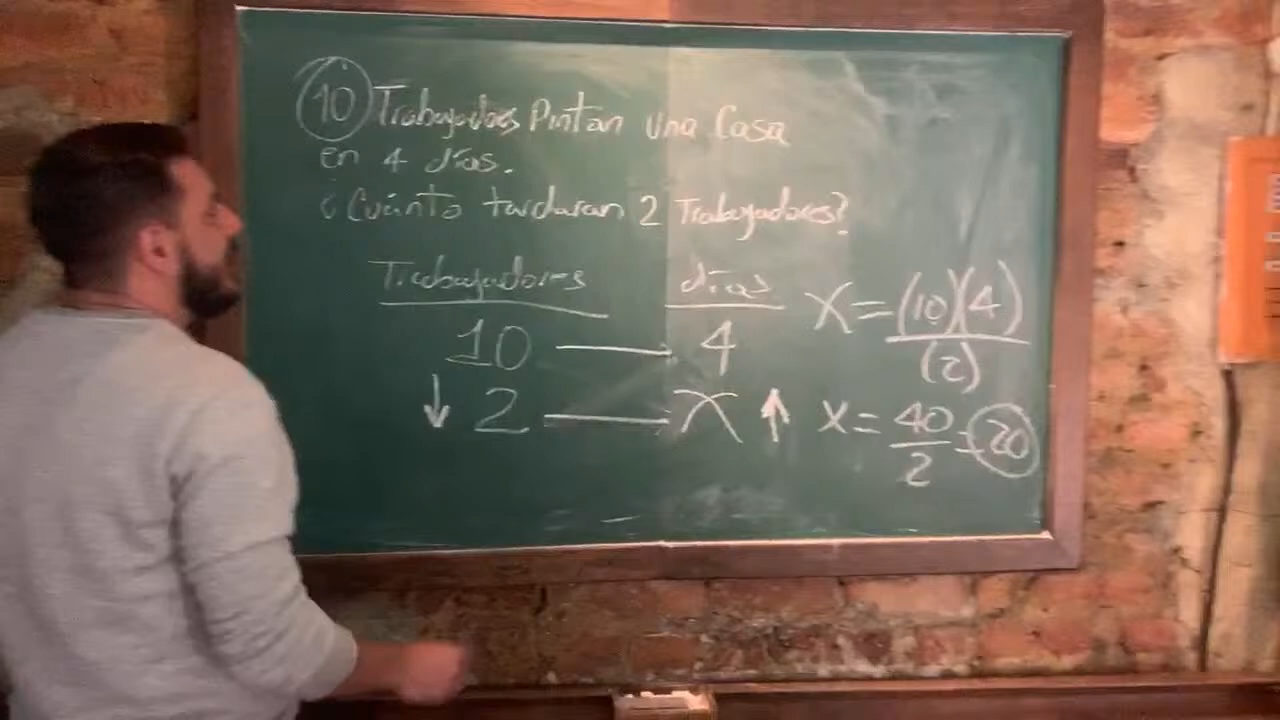 10 Trabajadores Pintan una Casa
en 4 días.
¿Cuánto tardaran 2 Trabajadores?
Trabajadores días
10 — 4
↓ 2 — X ↑
X = (10)(4)
(2)
X = 40 = 20
2